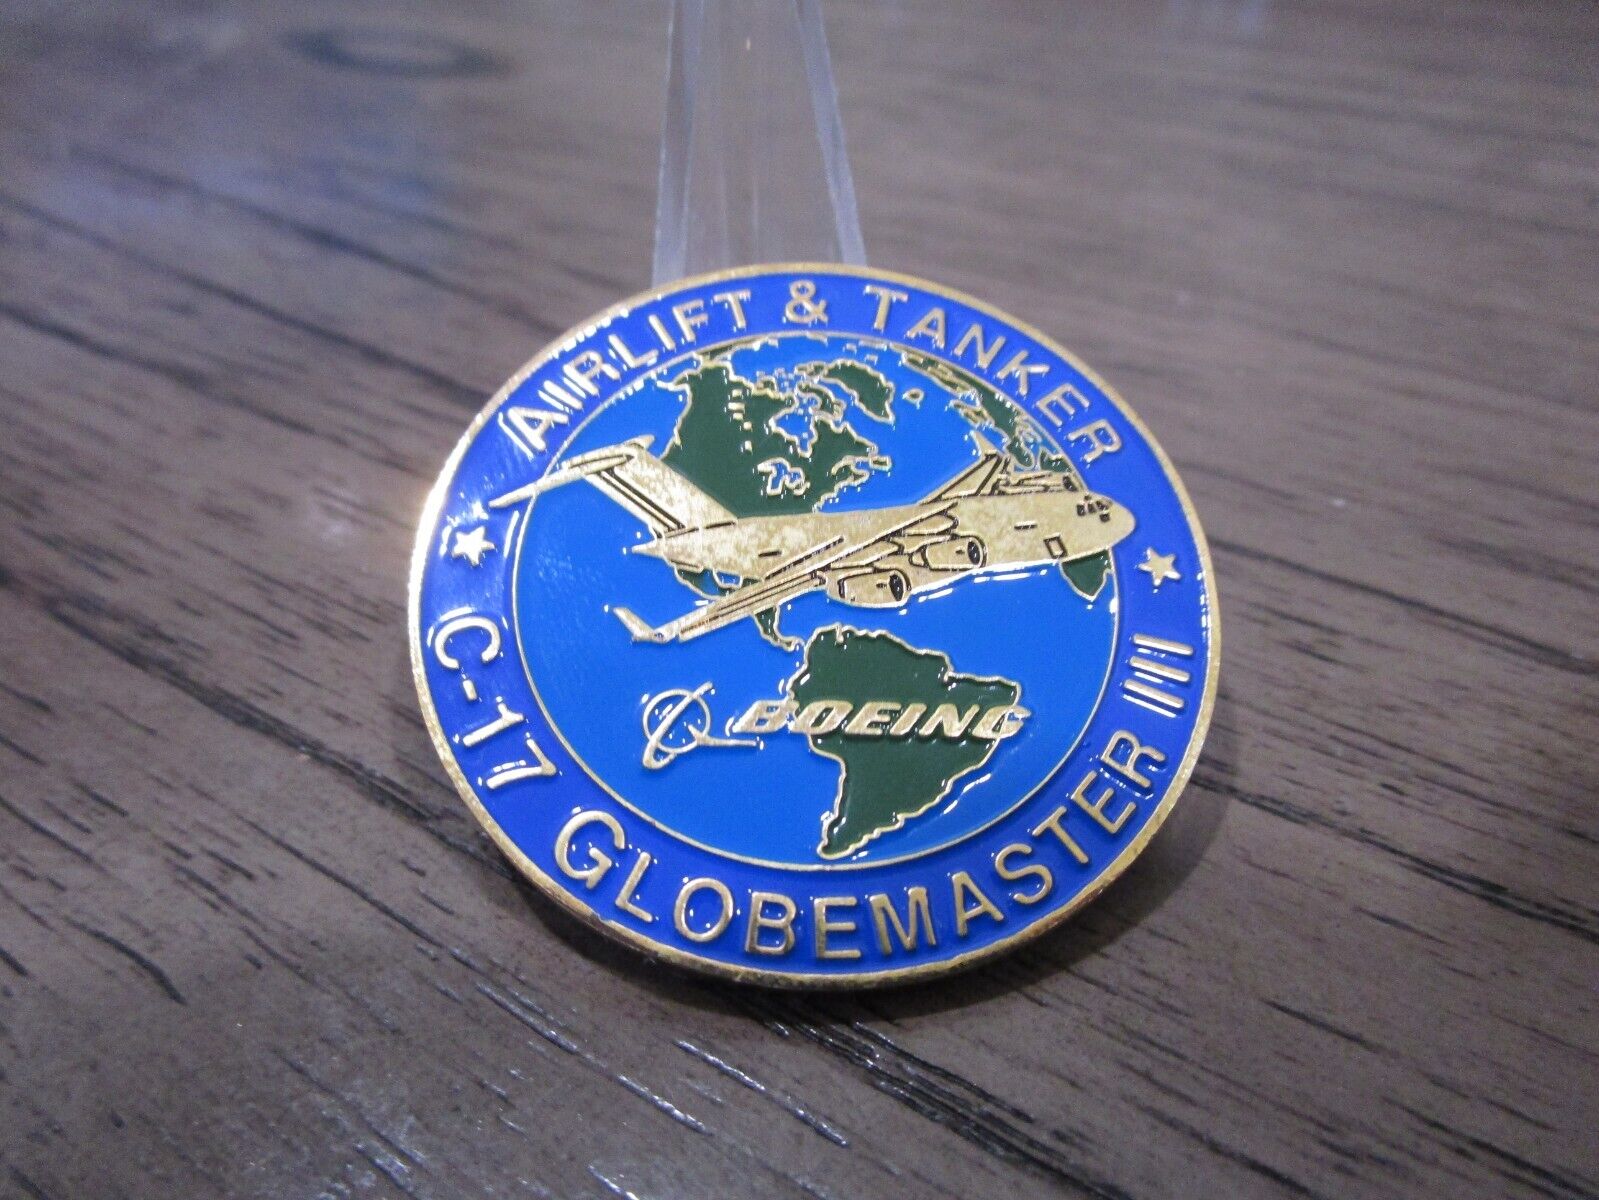 AIRLIFT & TANKER
BOEING
C-17 GLOBEMASTER III